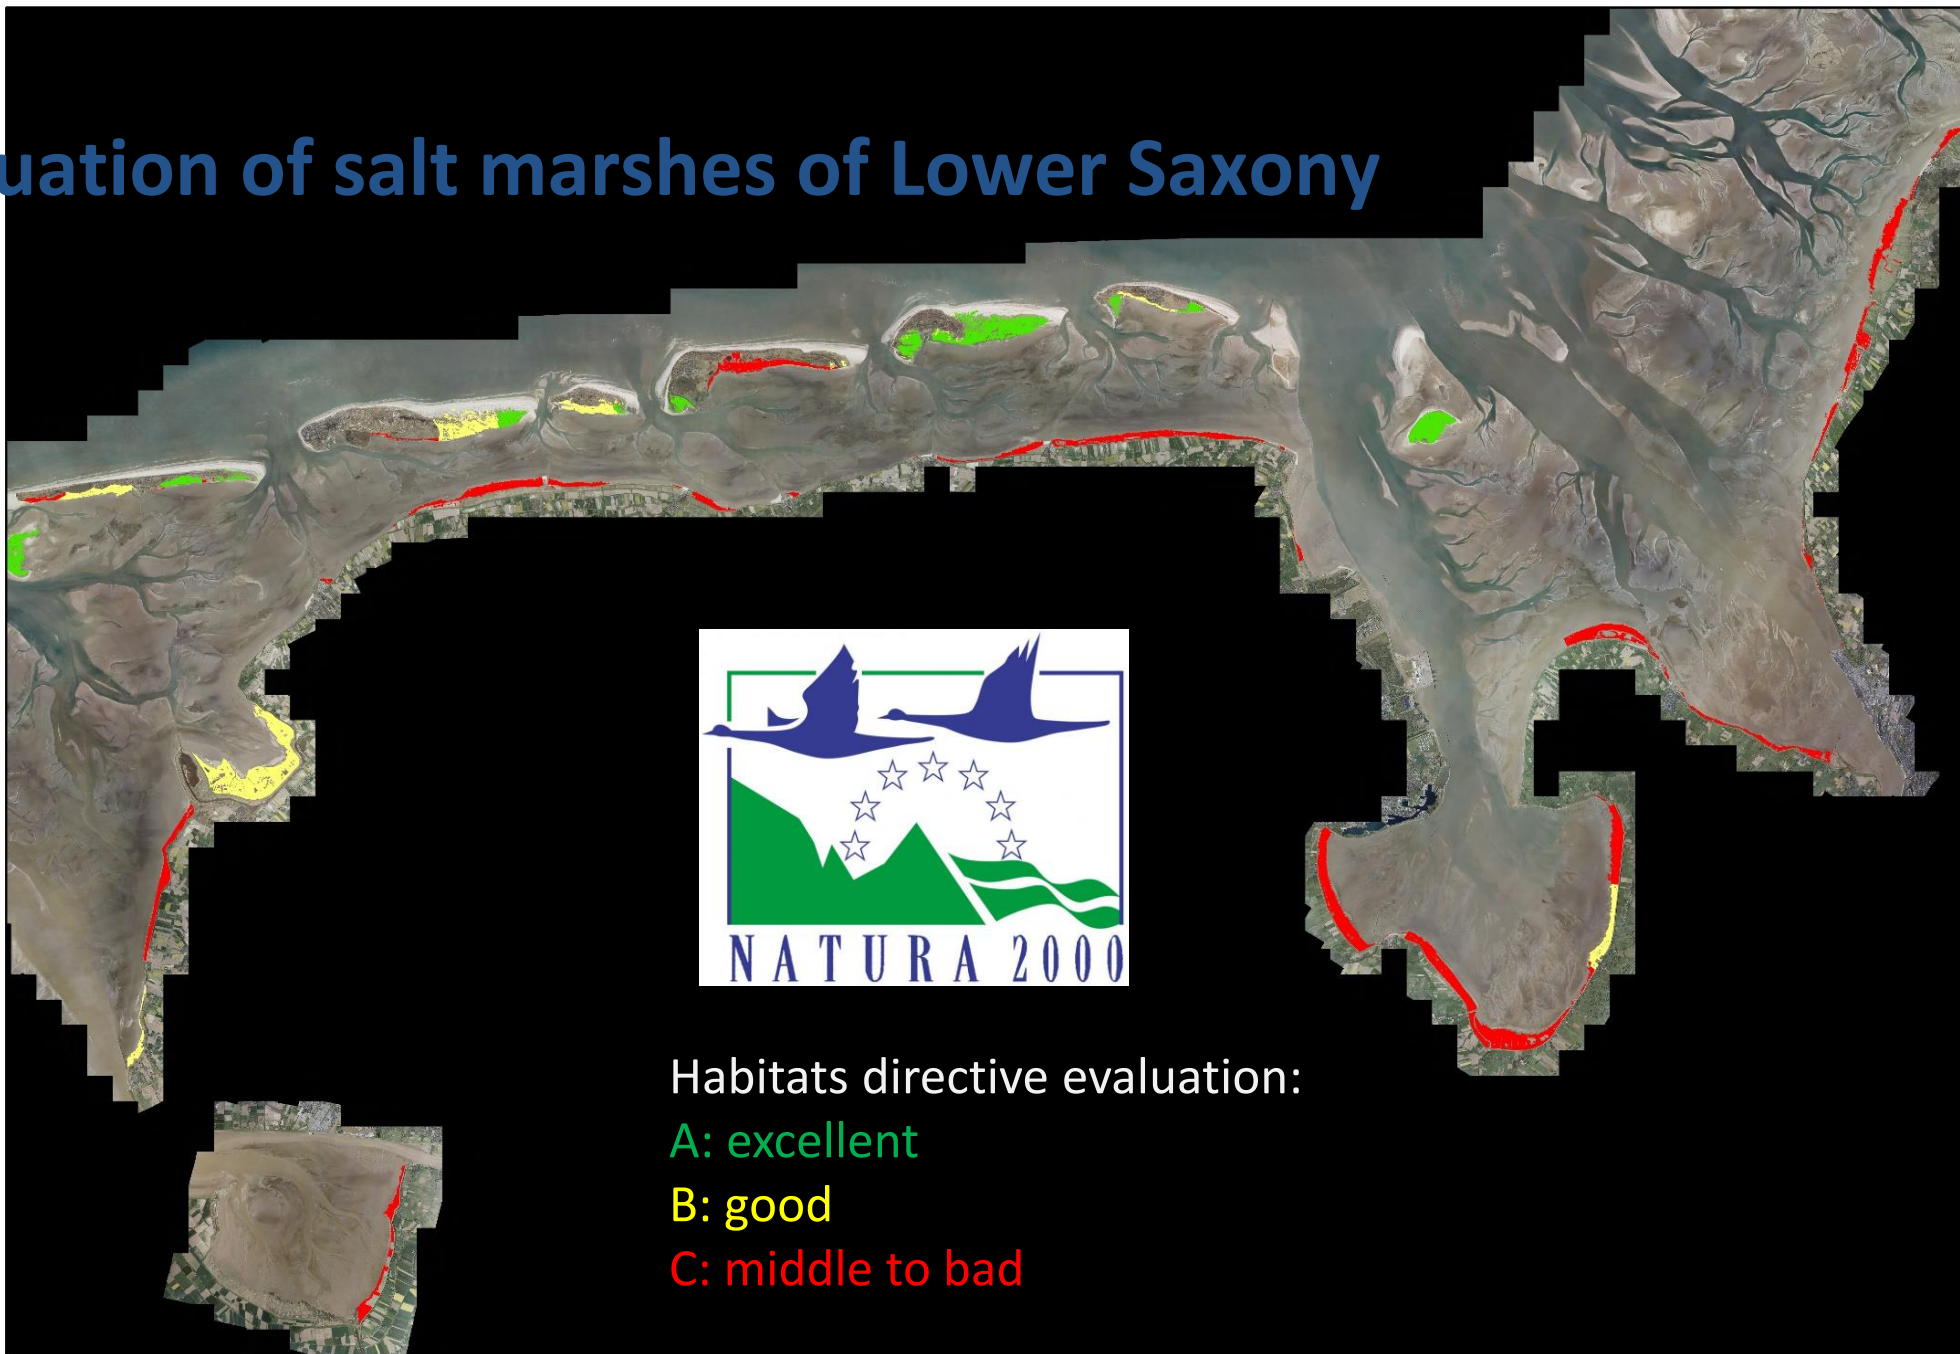 uation of salt marshes of Lower Saxony
NATURA 2000
Habitats directive evaluation:
A: excellent
B: good
C: middle to bad